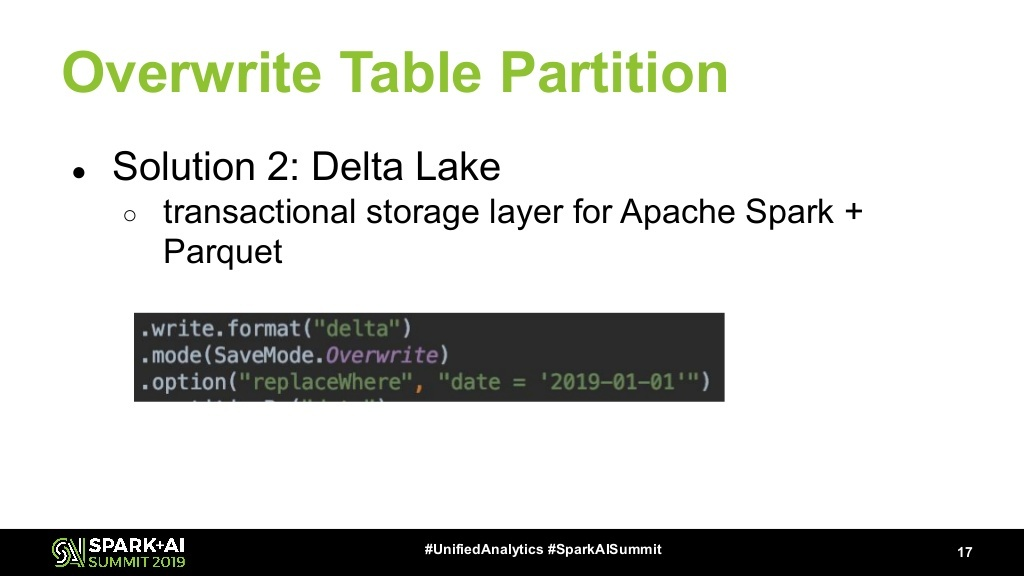 Overwrite Table Partition
● Solution 2: Delta Lake
○ transactional storage layer for Apache Spark +
Parquet
.write.format("delta")
.mode(SaveMode.Overwrite)
.option("replaceWhere", "date = '2019-01-01'")
SPARK+AI
SUMMIT 2019
#UnifiedAnalytics #SparkAISummit
17